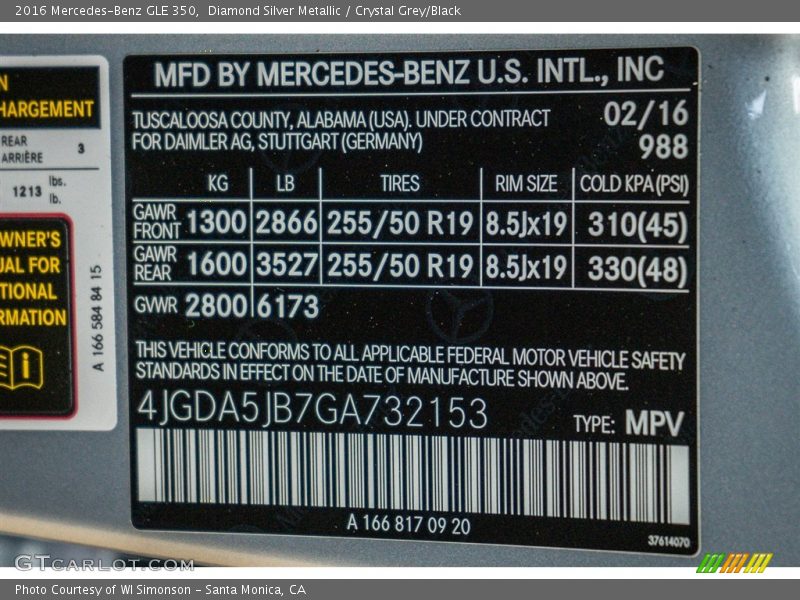 2016 Mercedes-Benz GLE 350,  Diamond Silver Metallic / Crystal Grey/Black
N
HARGEMENT
REAR
ARRIÈRE
3
1213 lbs.
lb.
WNER'S
UAL FOR
TIONAL
RMATION
A 166 584 84 15
MFD BY MERCEDES-BENZ U.S. INTL., INC
TUSCALOOSA COUNTY, ALABAMA (USA). UNDER CONTRACT
FOR DAIMLER AG, STUTTGART (GERMANY)
02/16
988
KG LB TIRES RIM SIZE COLD KPA(PSI)
GAWR FRONT 1300 2866 255/50 R19 8.5Jx19 310(45)
GAWR REAR 1600 3527 255/50 R19 8.5Jx19 330(48)
GWR 2800 6173
THIS VEHICLE CONFORMS TO ALL APPLICABLE FEDERAL MOTOR VEHICLE SAFETY
STANDARDS IN EFFECT ON THE DATE OF MANUFACTURE SHOWN ABOVE.
4JGDA5JB7GA732153
TYPE: MPV
A 166 817 09 20
37614070
GTCARLOT.COM
Photo Courtesy of WI Simonson - Santa Monica, CA